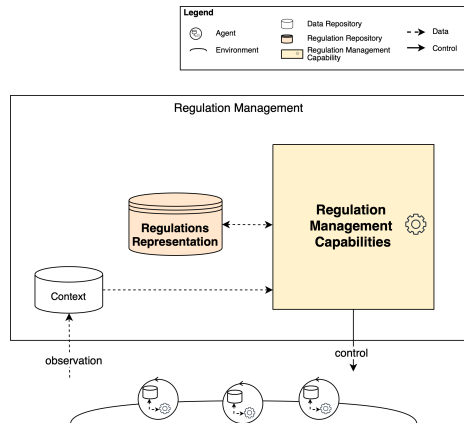 Legend
Agent
Environment
Data Repository
Regulation Repository
Regulation Management
Capability
Data
Control
Regulation Management
Regulations
Representation
Regulation
Management
Capabilities
Context
observation
control